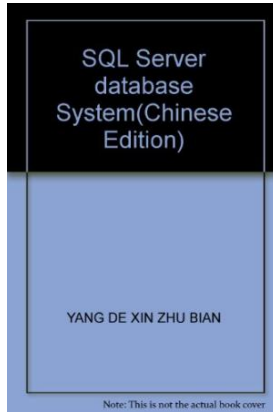 SQL Server
database
System(Chinese
Edition)
YANG DE XIN ZHU BIAN
Note: This is not the actual book cover